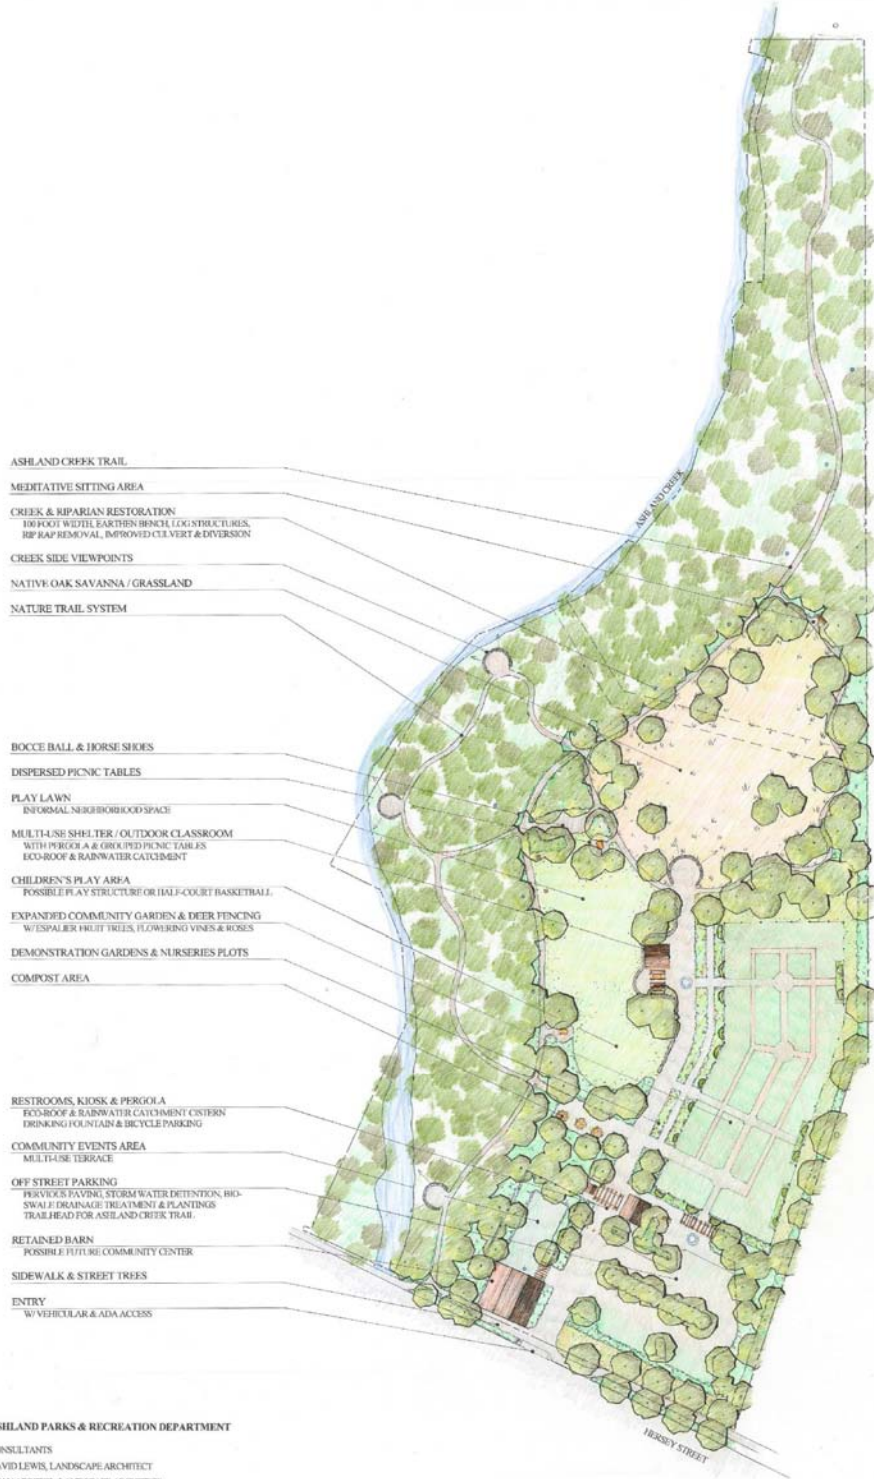 ASHLAND CREEK TRAIL
MEDITATIVE SITTING AREA
CREEK & RIPARIAN RESTORATION
100 FOOT WIDTH, EARTHEN BENCH, LOG STRUCTURES,
RIP RAP REMOVAL, IMPROVED CULVERT & DIVERSION
CREEK SIDE VIEWPOINTS
NATIVE OAK SAVANNA / GRASSLAND
NATURE TRAIL SYSTEM
BOCCE BALL & HORSE SHOES
DISPERSED PICNIC TABLES
PLAY LAWN
INFORMAL NEIGHBORHOOD SPACE
MULTI-USE SHELTER / OUTDOOR CLASSROOM
WITH PERGOLA & GROUPED PICNIC TABLES
ECO-ROOF & RAINWATER CATCHMENT
CHILDREN'S PLAY AREA
POSSIBLE PLAY STRUCTURE OR HALF-COURT BASKETBALL
EXPANDED COMMUNITY GARDEN & DEER FENCING
W/ ESPALIER FRUIT TREES, FLOWERING VINES & ROSES
DEMONSTRATION GARDENS & NURSERIES PLOTS
COMPOST AREA
RESTROOMS, KIOSK & PERGOLA
ECO-ROOF & RAINWATER CATCHMENT CISTERN
DRINKING FOUNTAIN & BICYCLE PARKING
COMMUNITY EVENTS AREA
MULTI-USE TERRACE
OFF STREET PARKING
PERVIOUS PAVING, STORM WATER DETENTION, BIO-
SWALE DRAINAGE TREATMENT & PLANTINGS
TRAILHEAD FOR ASHLAND CREEK TRAIL
RETAINED BARN
POSSIBLE FUTURE COMMUNITY CENTER
SIDEWALK & STREET TREES
ENTRY
W/ VEHICULAR & ADA ACCESS
ASHLAND CREEK
HERSEY STREET
SHLAND PARKS & RECREATION DEPARTMENT
NSULTANTS
AVID LEWIS, LANDSCAPE ARCHITECT